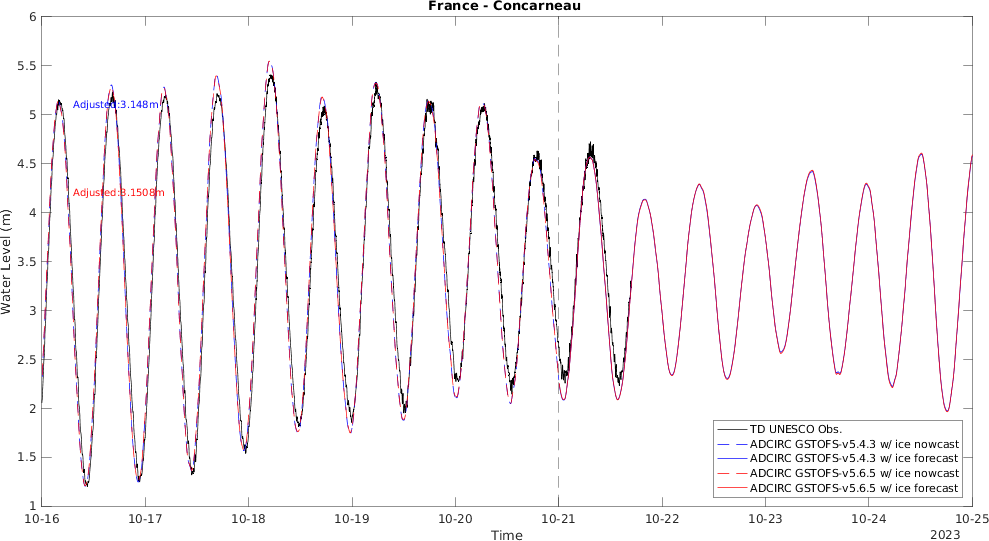 France - Concarneau
6
5.5
5
4.5
4
3.5
3
2.5
2
1.5
1
Water Level (m)
Adjusted:3.148m
Adjusted:3.1508m
TD UNESCO Obs.
ADCIRC GSTOFS-v5.4.3 w/ ice nowcast
ADCIRC GSTOFS-v5.4.3 w/ ice forecast
ADCIRC GSTOFS-v5.6.5 w/ ice nowcast
ADCIRC GSTOFS-v5.6.5 w/ ice forecast
10-16 10-17 10-18 10-19 10-20 10-21 10-22 10-23 10-24 10-25
Time
2023